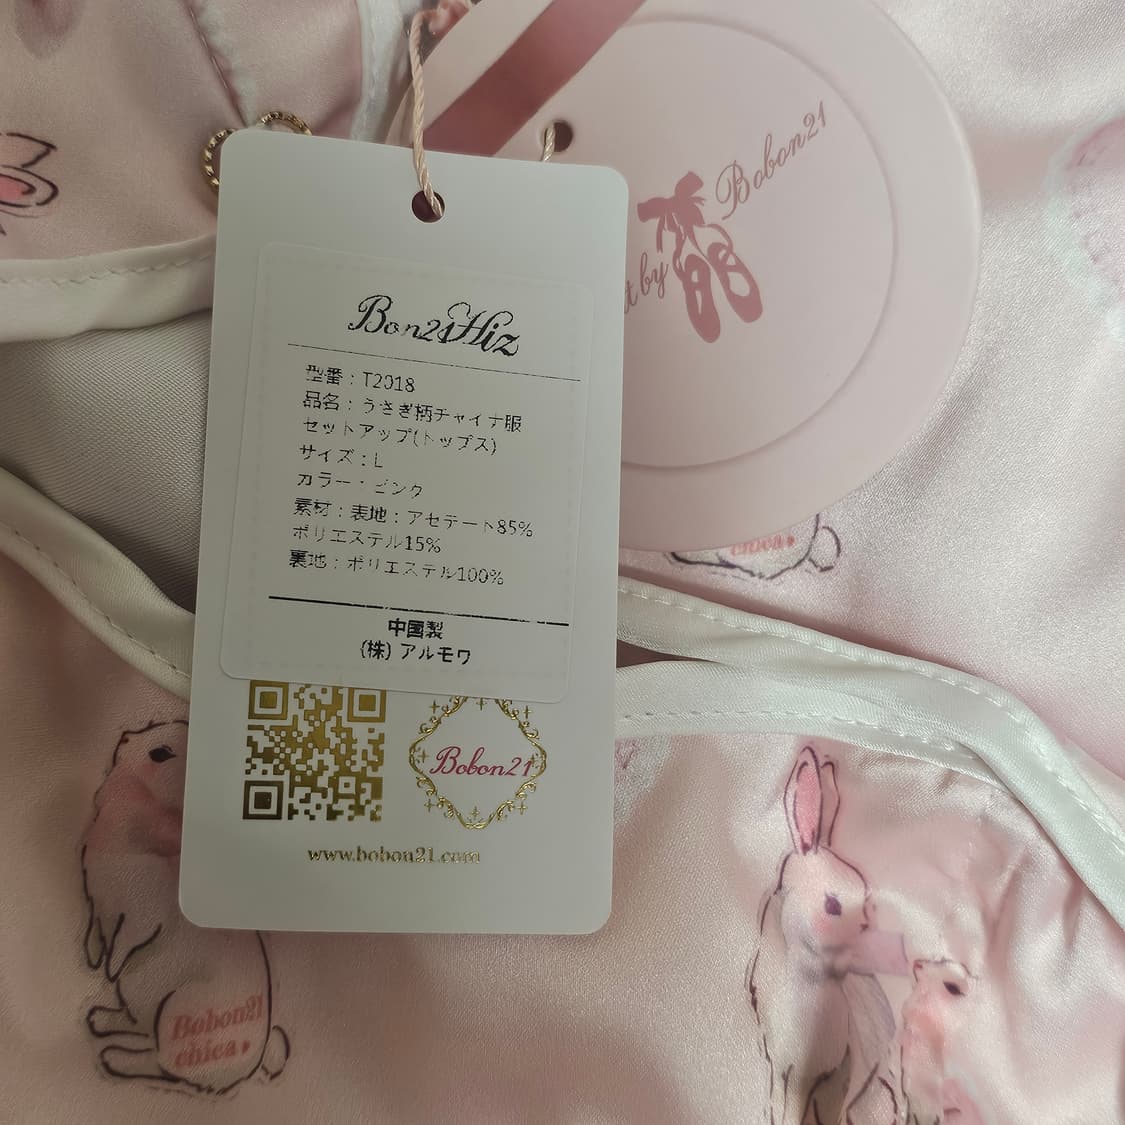 Bobon21
t by
Bon21Hiz
型番：T2018
品名：うさぎ柄チャイナ服
セットアップ(トップス)
サイズ：L
カラー：ピンク
素材：表地：アセテート85%
ポリエステル15%
裏地：ポリエステル100%
中国製
(株) アルモワ
Bobon21
www.bobon21.com
chica
Bobon21
chica